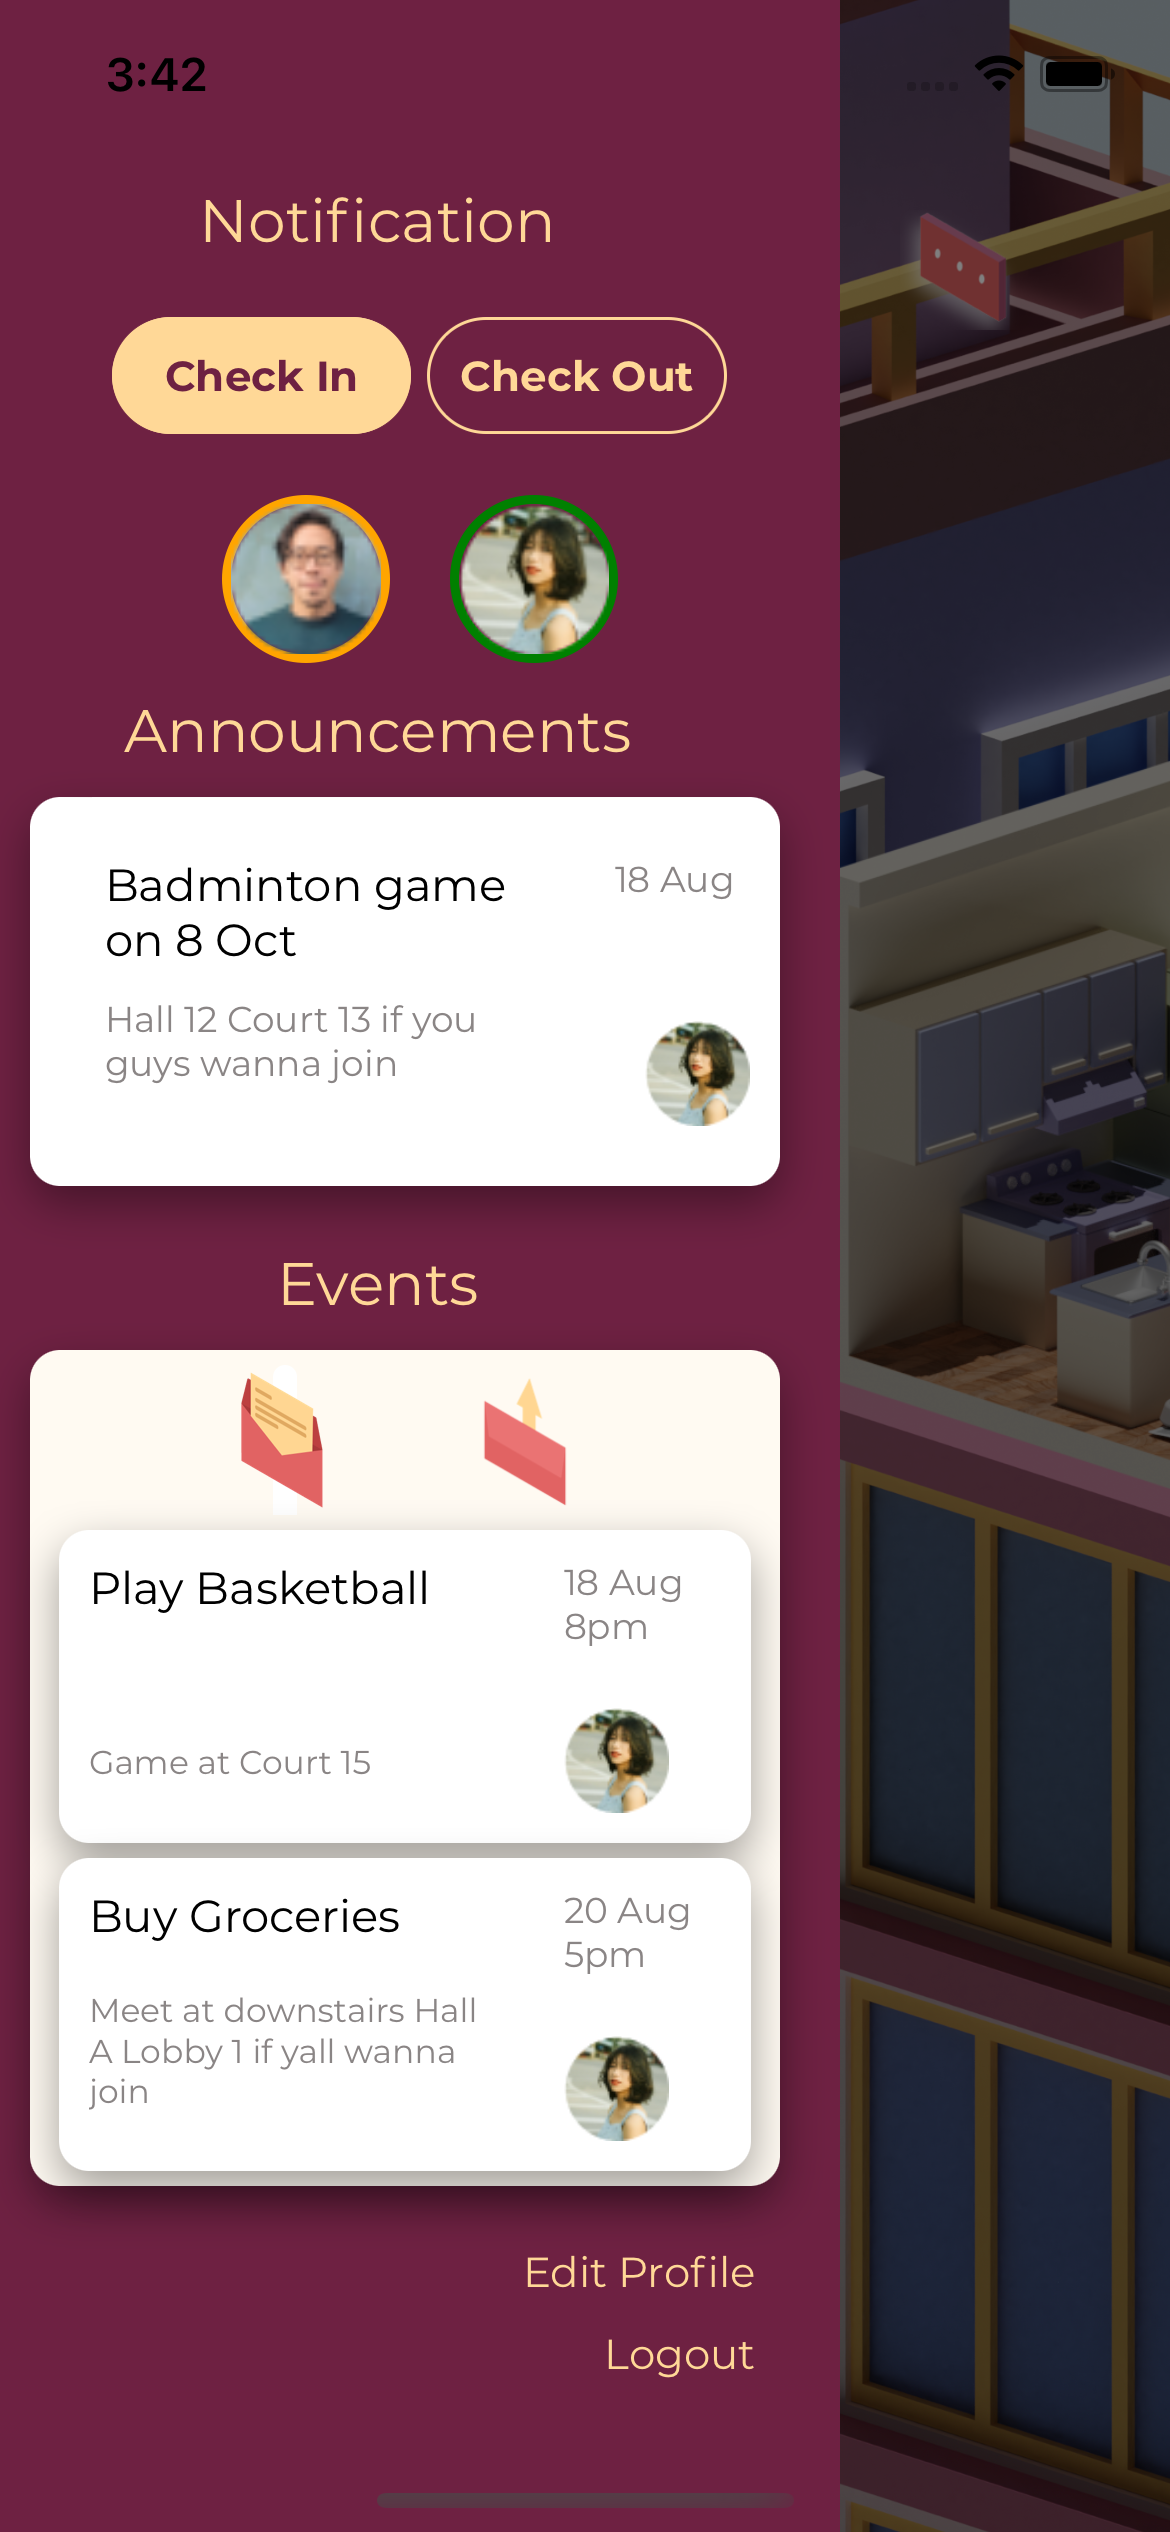 3:42
Notification
Check In
Check Out
Announcements
Badminton game
on 8 Oct
18 Aug
Hall 12 Court 13 if you
guys wanna join
Events
Play Basketball
18 Aug
8pm
Game at Court 15
Buy Groceries
20 Aug
5pm
Meet at downstairs Hall
A Lobby 1 if yall wanna
join
Edit Profile
Logout